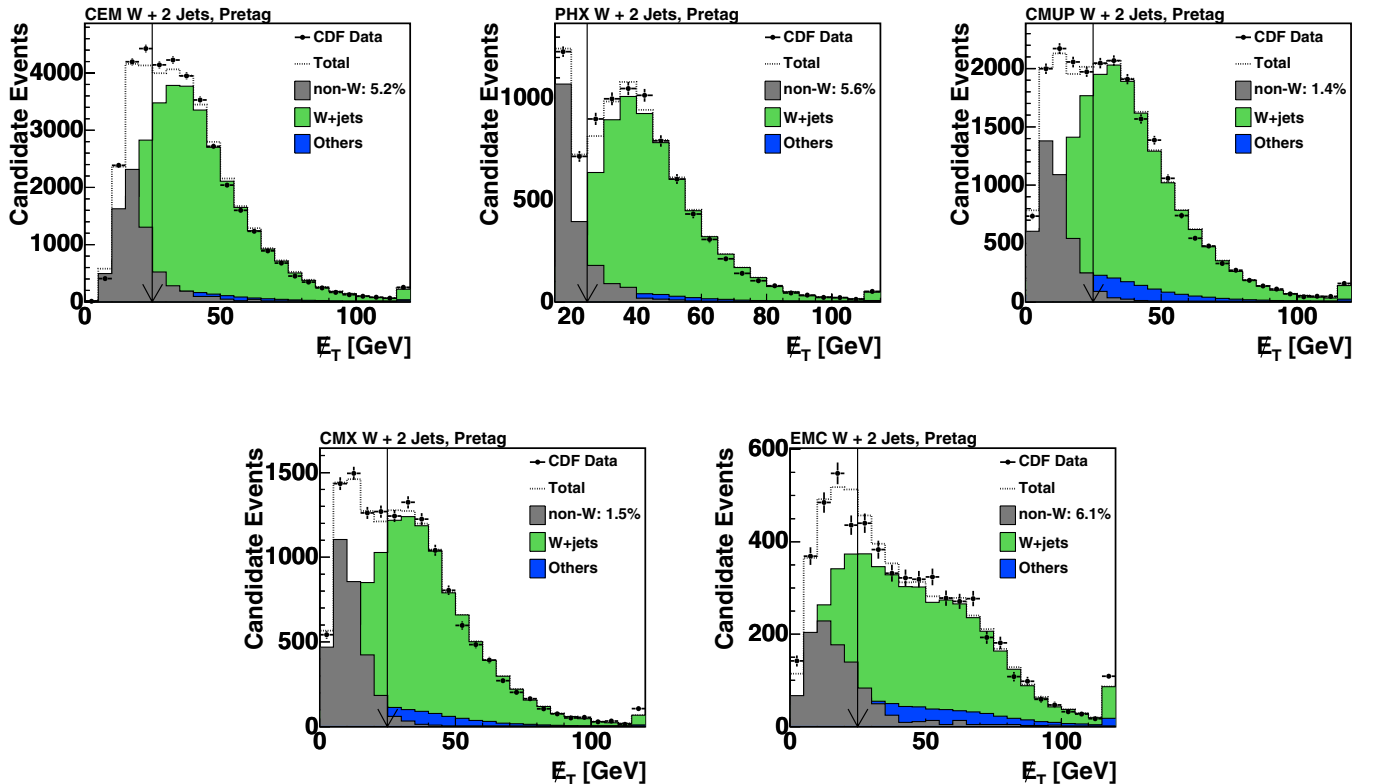 CEM W + 2 Jets, Pretag
Candidate Events
4000
3000
2000
1000
0
CDF Data
Total
non-W: 5.2%
W+jets
Others
0 50 100
E̸T [GeV]
PHX W + 2 Jets, Pretag
Candidate Events
1000
500
0
CDF Data
Total
non-W: 5.6%
W+jets
Others
20 40 60 80 100
E̸T [GeV]
CMUP W + 2 Jets, Pretag
Candidate Events
2000
1500
1000
500
0
CDF Data
Total
non-W: 1.4%
W+jets
Others
0 50 100
E̸T [GeV]
CMX W + 2 Jets, Pretag
Candidate Events
1500
1000
500
0
CDF Data
Total
non-W: 1.5%
W+jets
Others
0 50 100
E̸T [GeV]
EMC W + 2 Jets, Pretag
Candidate Events
600
400
200
0
CDF Data
Total
non-W: 6.1%
W+jets
Others
0 50 100
E̸T [GeV]